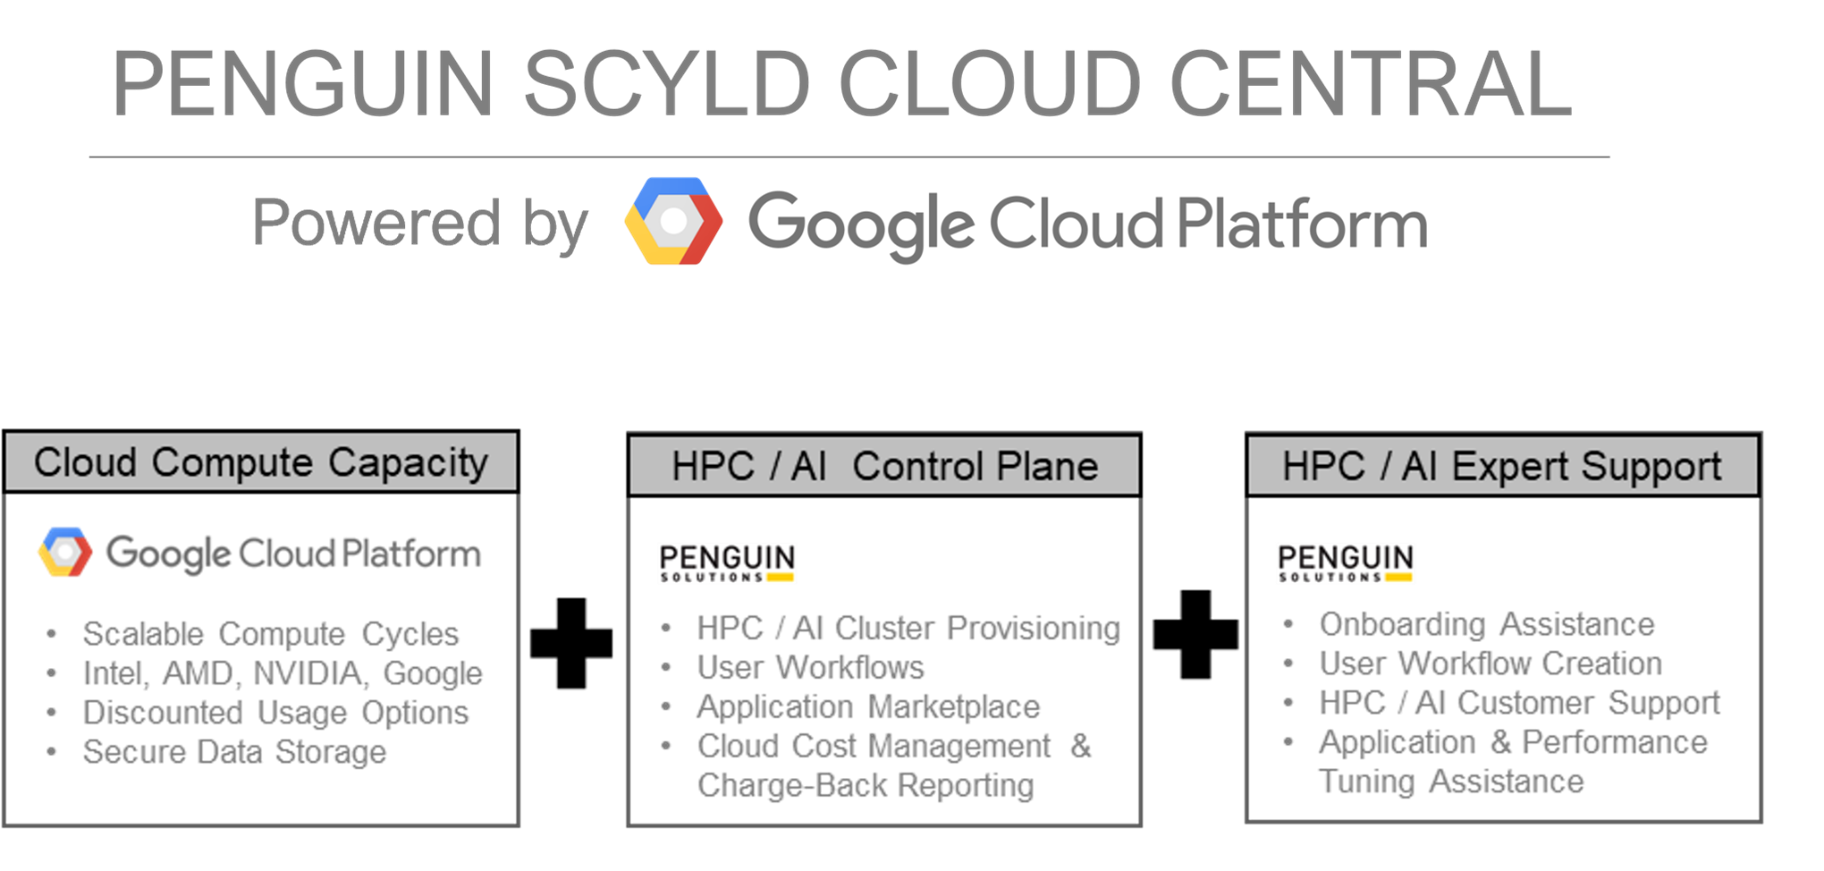 PENGUIN SCYLD CLOUD CENTRAL
Powered by Google Cloud Platform
Cloud Compute Capacity
Google Cloud Platform
• Scalable Compute Cycles
• Intel, AMD, NVIDIA, Google
• Discounted Usage Options
• Secure Data Storage
HPC / AI Control Plane
PENGUIN
SOLUTIONS
• HPC / AI Cluster Provisioning
• User Workflows
• Application Marketplace
• Cloud Cost Management &
Charge-Back Reporting
HPC / AI Expert Support
PENGUIN
SOLUTIONS
• Onboarding Assistance
• User Workflow Creation
• HPC / AI Customer Support
• Application & Performance
Tuning Assistance